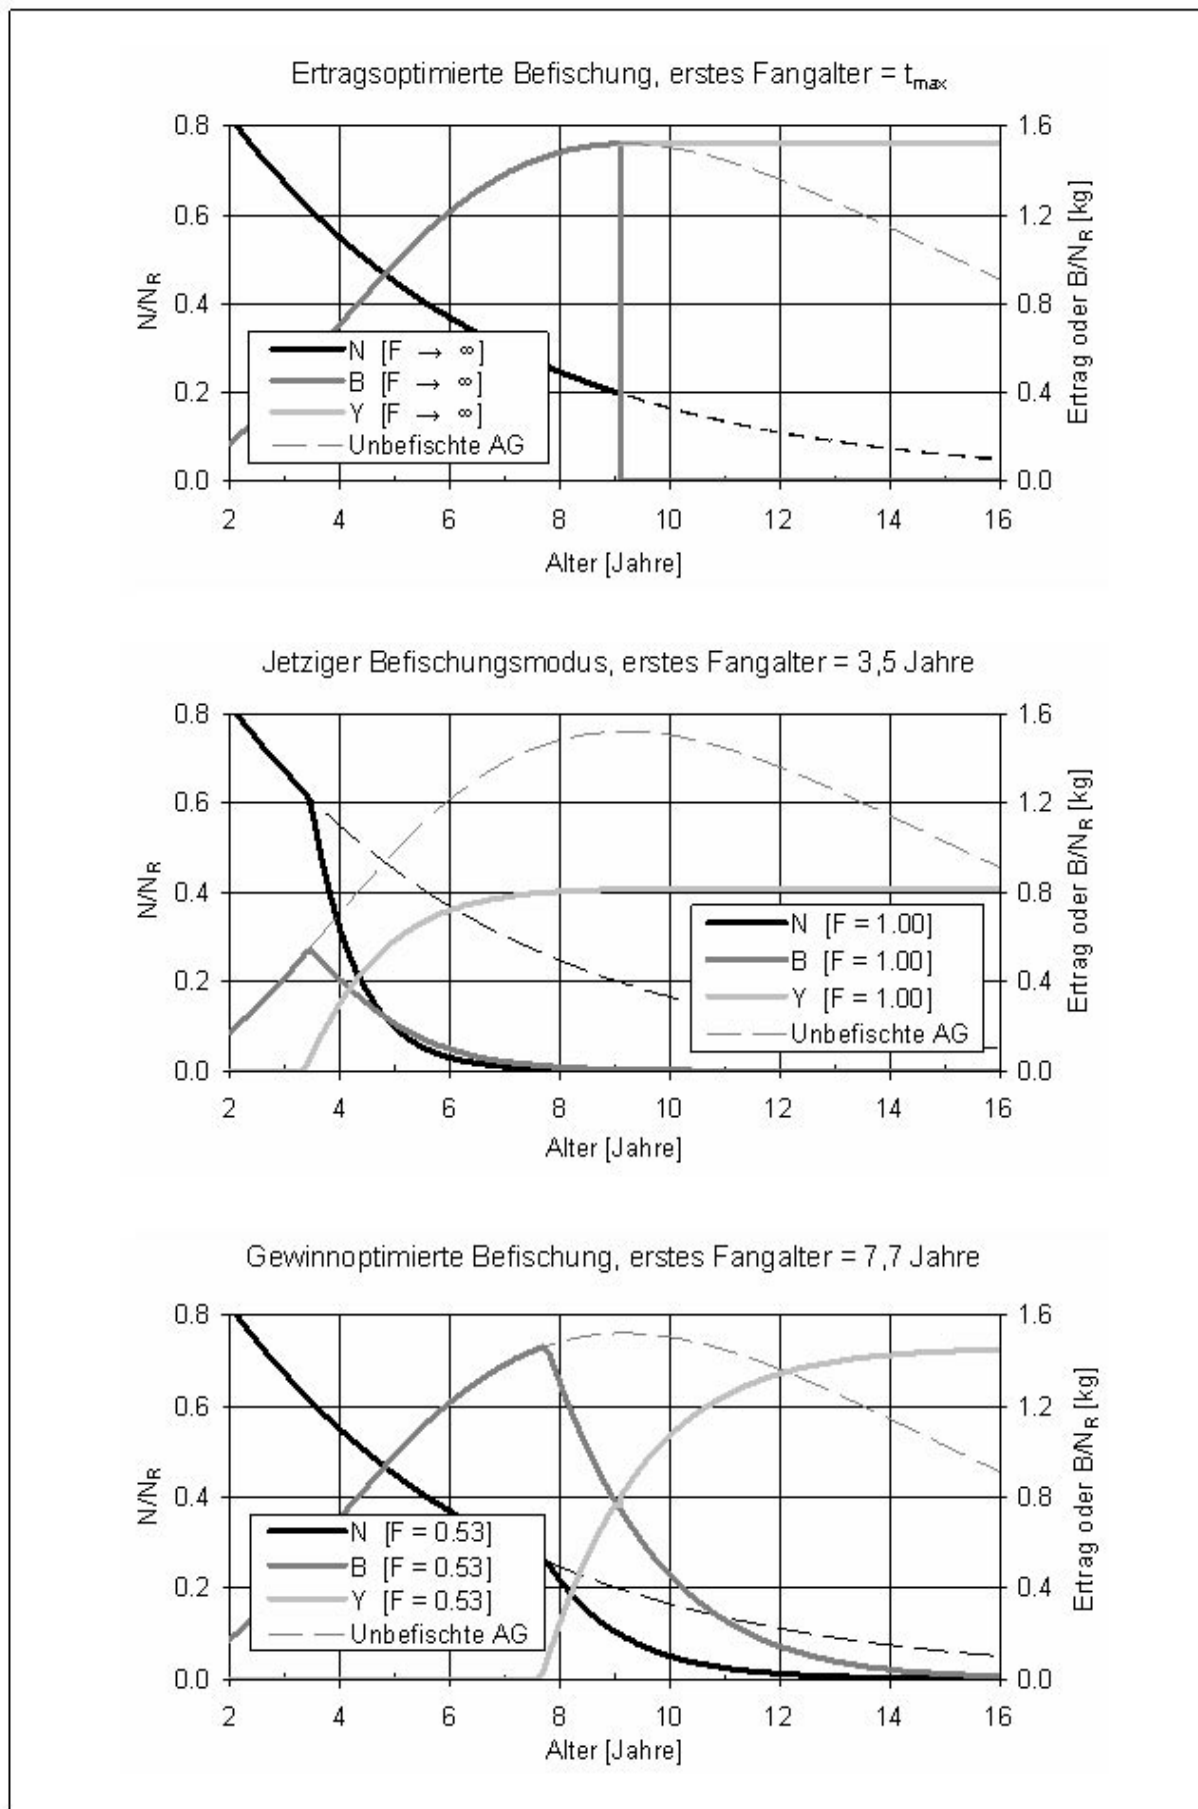 Ertragsoptimierte Befischung, erstes Fangalter = tmax
0.8
0.6
0.4
0.2
0.0
N/NR
1.6
1.2
0.8
0.4
0.0
Ertrag oder B/NR [kg]
N [F → ∞]
B [F → ∞]
Y [F → ∞]
Unbefischte AG
2 4 6 8 10 12 14 16
Alter [Jahre]
Jetziger Befischungsmodus, erstes Fangalter = 3,5 Jahre
0.8
0.6
0.4
0.2
0.0
N/NR
1.6
1.2
0.8
0.4
0.0
Ertrag oder B/NR [kg]
N [F = 1.00]
B [F = 1.00]
Y [F = 1.00]
Unbefischte AG
2 4 6 8 10 12 14 16
Alter [Jahre]
Gewinnoptimierte Befischung, erstes Fangalter = 7,7 Jahre
0.8
0.6
0.4
0.2
0.0
N/NR
1.6
1.2
0.8
0.4
0.0
Ertrag oder B/NR [kg]
N [F = 0.53]
B [F = 0.53]
Y [F = 0.53]
Unbefischte AG
2 4 6 8 10 12 14 16
Alter [Jahre]